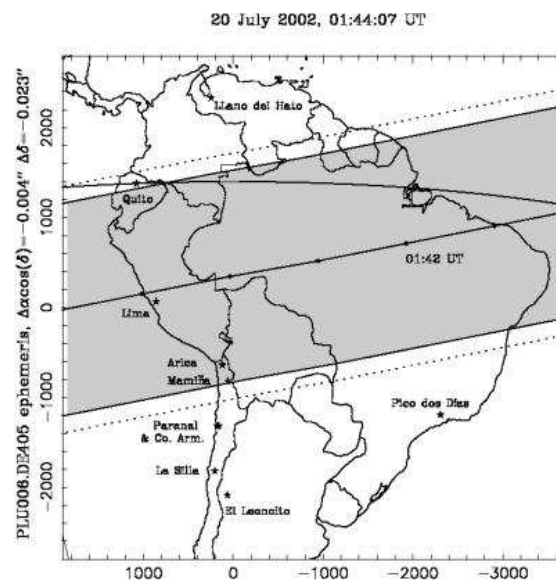 20 July 2002, 01:44:07 UT
PLU006.DE405 ephemeris, Δαcos(δ)=−0.004″ Δδ=−0.023″
2000
1000
0
−1000
−2000
Llano del Hato
Quito
01:42 UT
Lima
Arica
Mamiña
Pico dos Dias
Paranal
& Co. Arm.
La Silla
El Leoncito
1000
0
−1000
−2000
−3000